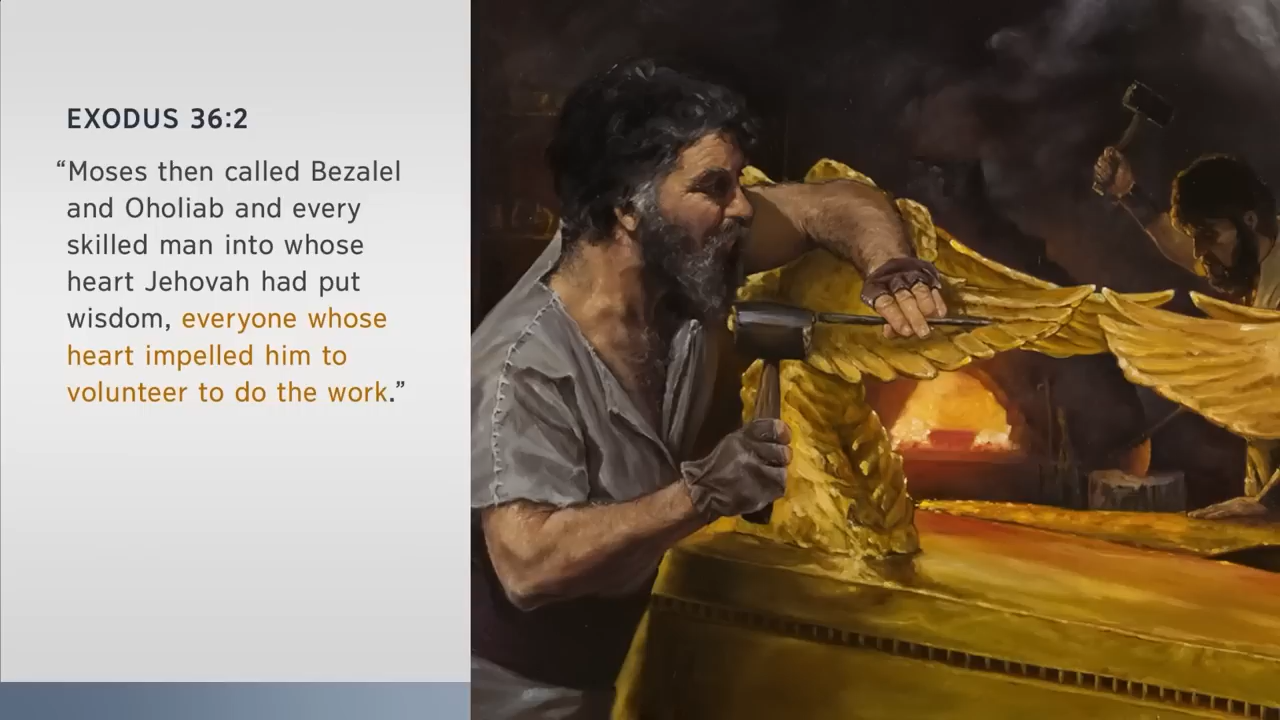 EXODUS 36:2
“Moses then called Bezalel
and Oholiab and every
skilled man into whose
heart Jehovah had put
wisdom, everyone whose
heart impelled him to
volunteer to do the work.”